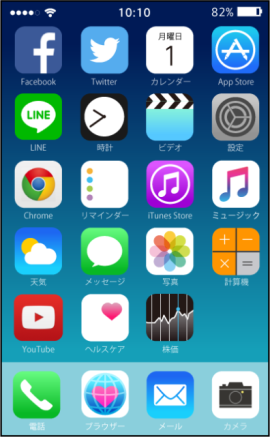 10:10
82%
月曜日
1
Facebook
Twitter
カレンダー
App Store
LINE
LINE
時計
ビデオ
設定
Chrome
リマインダー
iTunes Store
ミュージック
天気
メッセージ
写真
計算機
YouTube
ヘルスケア
株価
電話
ブラウザー
メール
カメラ